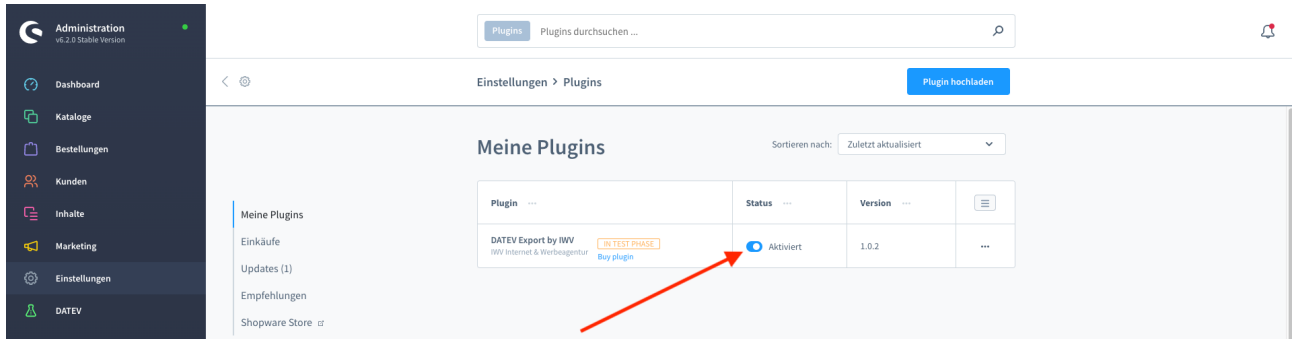 Administration
v6.2.0 Stable Version
Dashboard
Kataloge
Bestellungen
Kunden
Inhalte
Marketing
Einstellungen
DATEV
Plugins Plugins durchsuchen ...
Einstellungen > Plugins
Plugin hochladen
Meine Plugins
Einkäufe
Updates (1)
Empfehlungen
Shopware Store
Meine Plugins
Sortieren nach: Zuletzt aktualisiert
Plugin ... Status ... Version ...
DATEV Export by IWV
IWV Internet & Werbeagentur
IN TEST PHASE
Buy plugin
Aktiviert
1.0.2
...